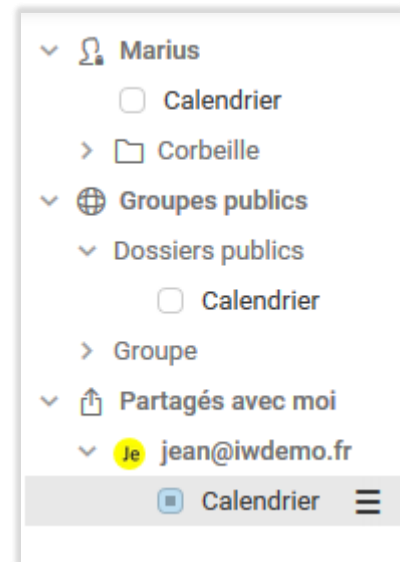 Marius
Calendrier
Corbeille
Groupes publics
Dossiers publics
Calendrier
Groupe
Partagés avec moi
Je jean@iwdemo.fr
Calendrier